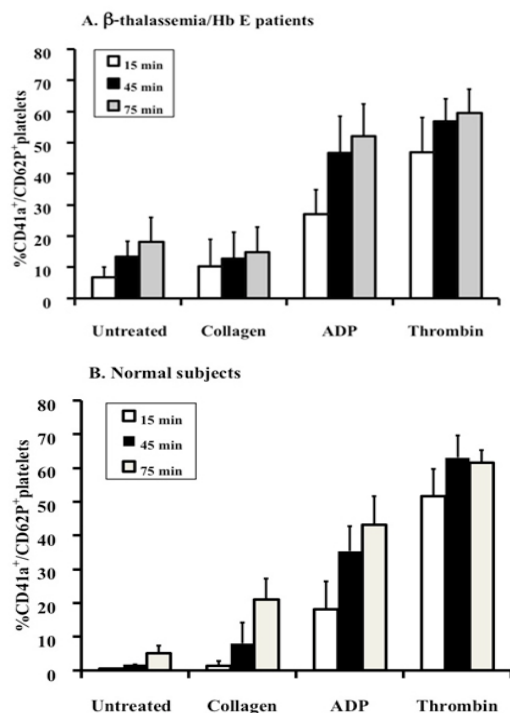 A. β-thalassemia/Hb E patients
80
70
60
50
40
30
20
10
0
%CD41a⁺/CD62P⁺platelets
15 min
45 min
75 min
Untreated Collagen ADP Thrombin
B. Normal subjects
80
70
60
50
40
30
20
10
0
%CD41a⁺/CD62P⁺platelets
15 min
45 min
75 min
Untreated Collagen ADP Thrombin